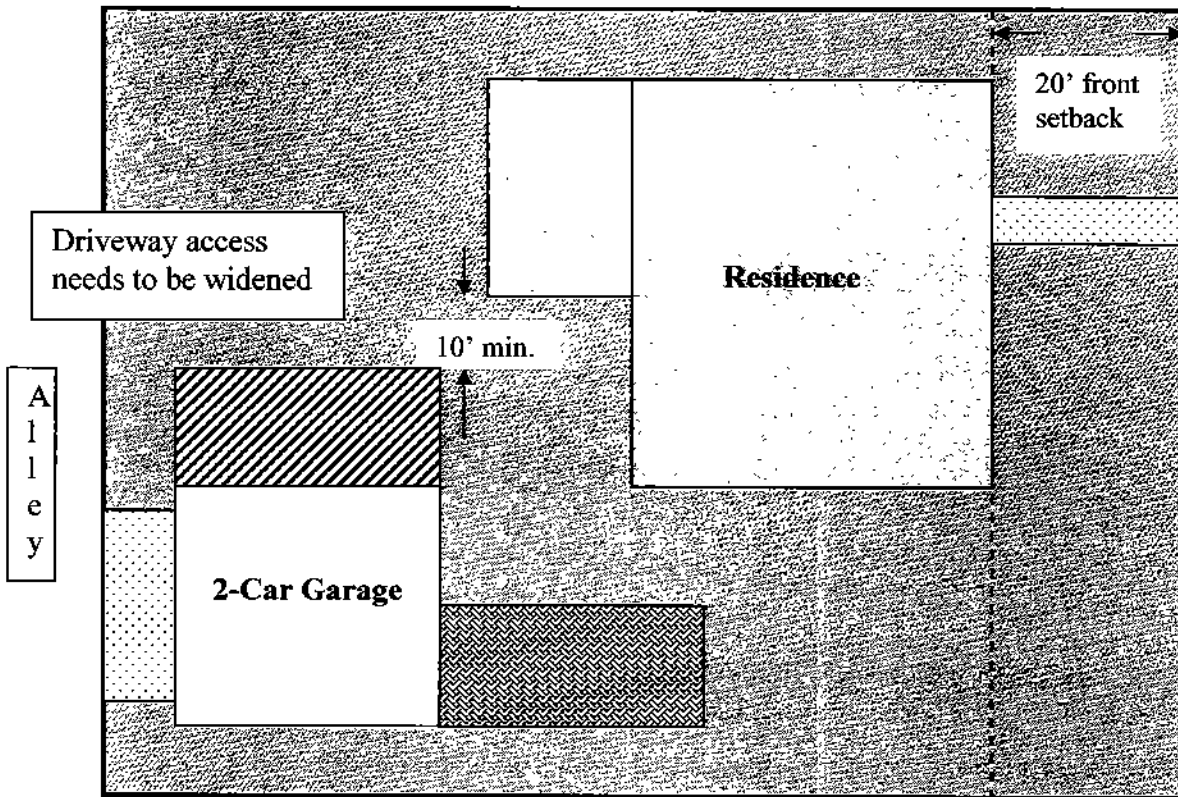 20’ front
setback
Driveway access
needs to be widened
Residence
10’ min.
A
l
l
e
y
2-Car Garage